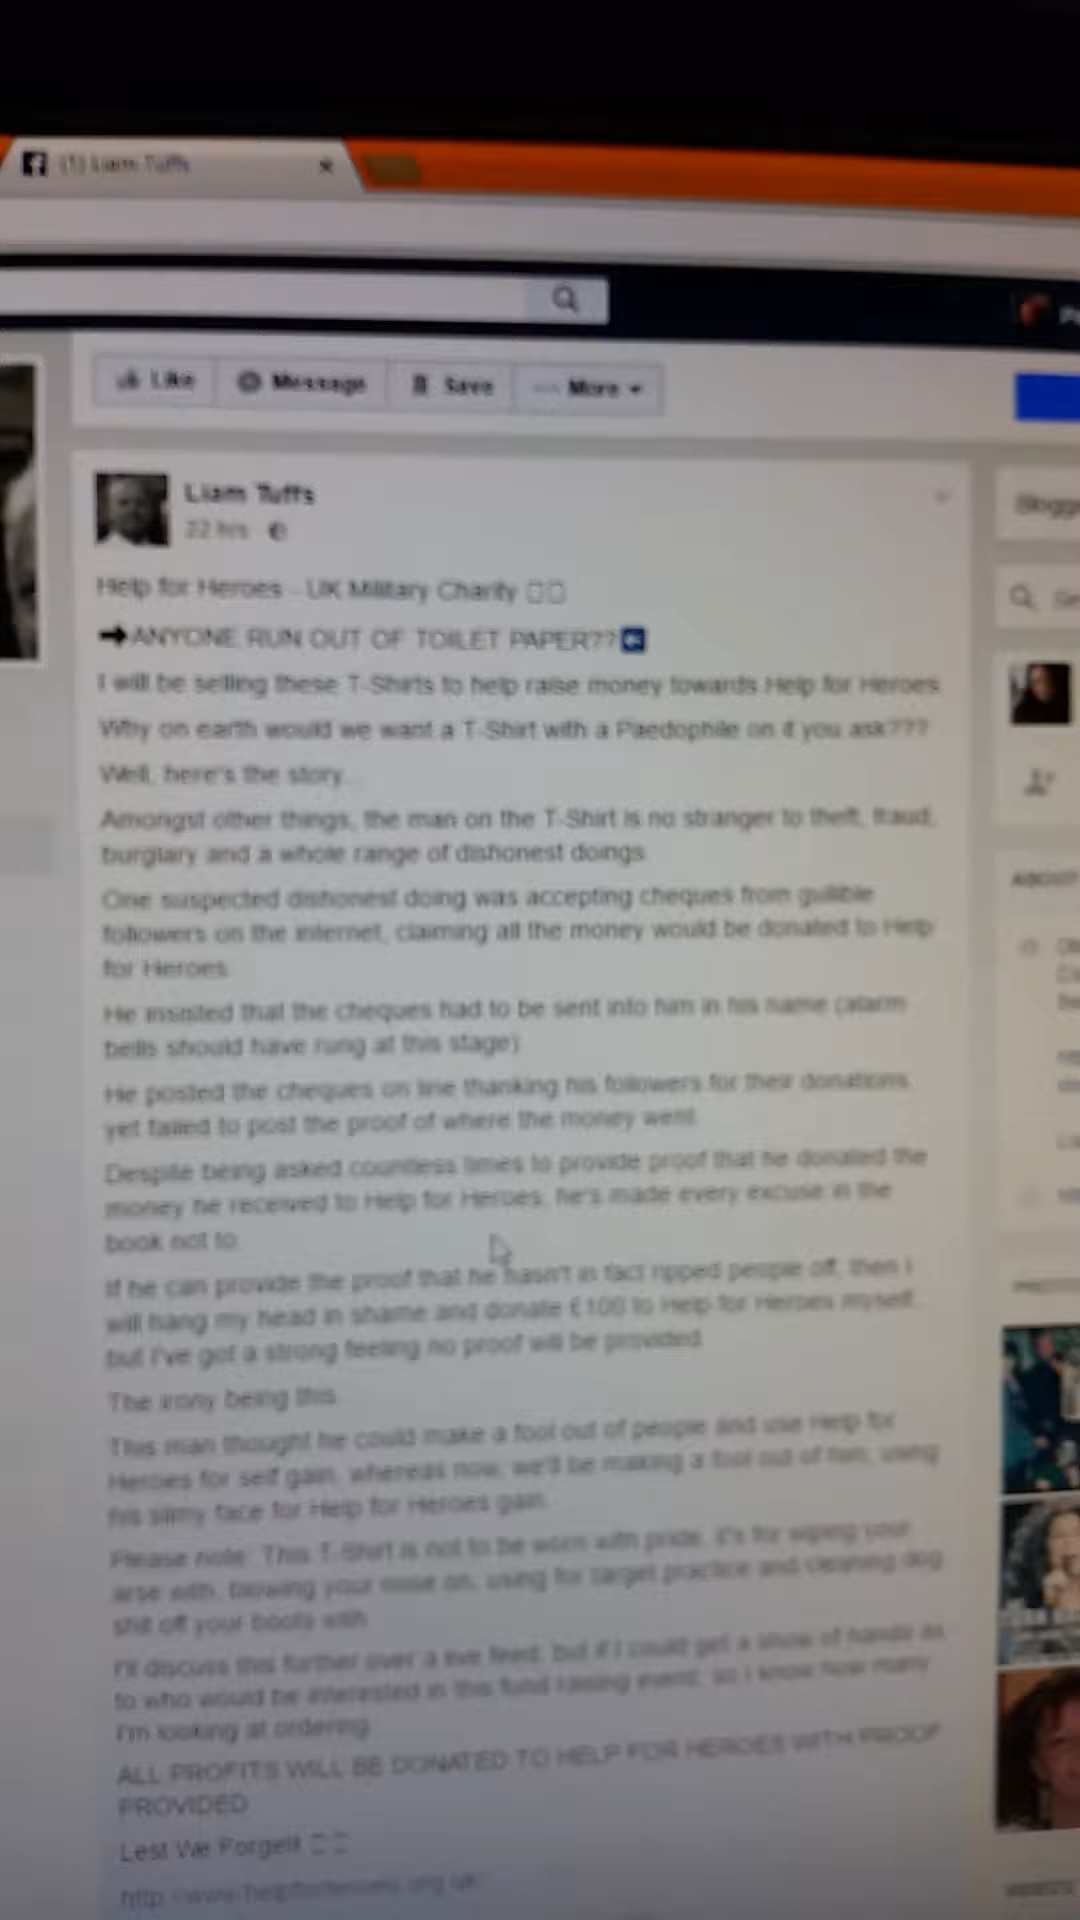 (1) Liam Tuffs
Like Message Save More
Liam Tuffs
22 hrs
Help for Heroes - UK Military Charity
ANYONE RUN OUT OF TOILET PAPER??
I will be selling these T-Shirts to help raise money towards Help for Heroes
Why on earth would we want a T-Shirt with a Paedophile on it you ask???
Well, here's the story...
Amongst other things, the man on the T-Shirt is no stranger to theft, fraud,
burglary and a whole range of dishonest doings.
One suspected dishonest doing was accepting cheques from gullible
followers on the internet, claiming all the money would be donated to Help
for Heroes.
He insisted that the cheques had to be sent into him in his name (alarm
bells should have rung at this stage)
He posted the cheques on line thanking his followers for their donations,
yet failed to post the proof of where the money went.
Despite being asked countless times to provide proof that he donated the
money he received to Help for Heroes, he's made every excuse in the
book not to.
If he can provide the proof that he hasn't in fact ripped people off, then I
will hang my head in shame and donate £100 to Help for Heroes myself,
but I've got a strong feeling no proof will be provided.
The irony being this...
This man thought he could make a fool out of people and use Help for
Heroes for self gain, whereas now, we'll be making a fool out of him, using
his slimy face for Help for Heroes gain.
Please note: This T-Shirt is not to be worn with pride, it's for wiping your
arse with, blowing your nose on, using for target practice and cleaning dog
shit off your boots with.
I'll discuss this further over a live feed, but if I could get a show of hands as
to who would be interested in this fund raising event, so I know how many
I'm looking at ordering.
ALL PROFITS WILL BE DONATED TO HELP FOR HEROES WITH PROOF
PROVIDED
Lest We Forget!
http://www.helpforheroes.org.uk/
ABOUT